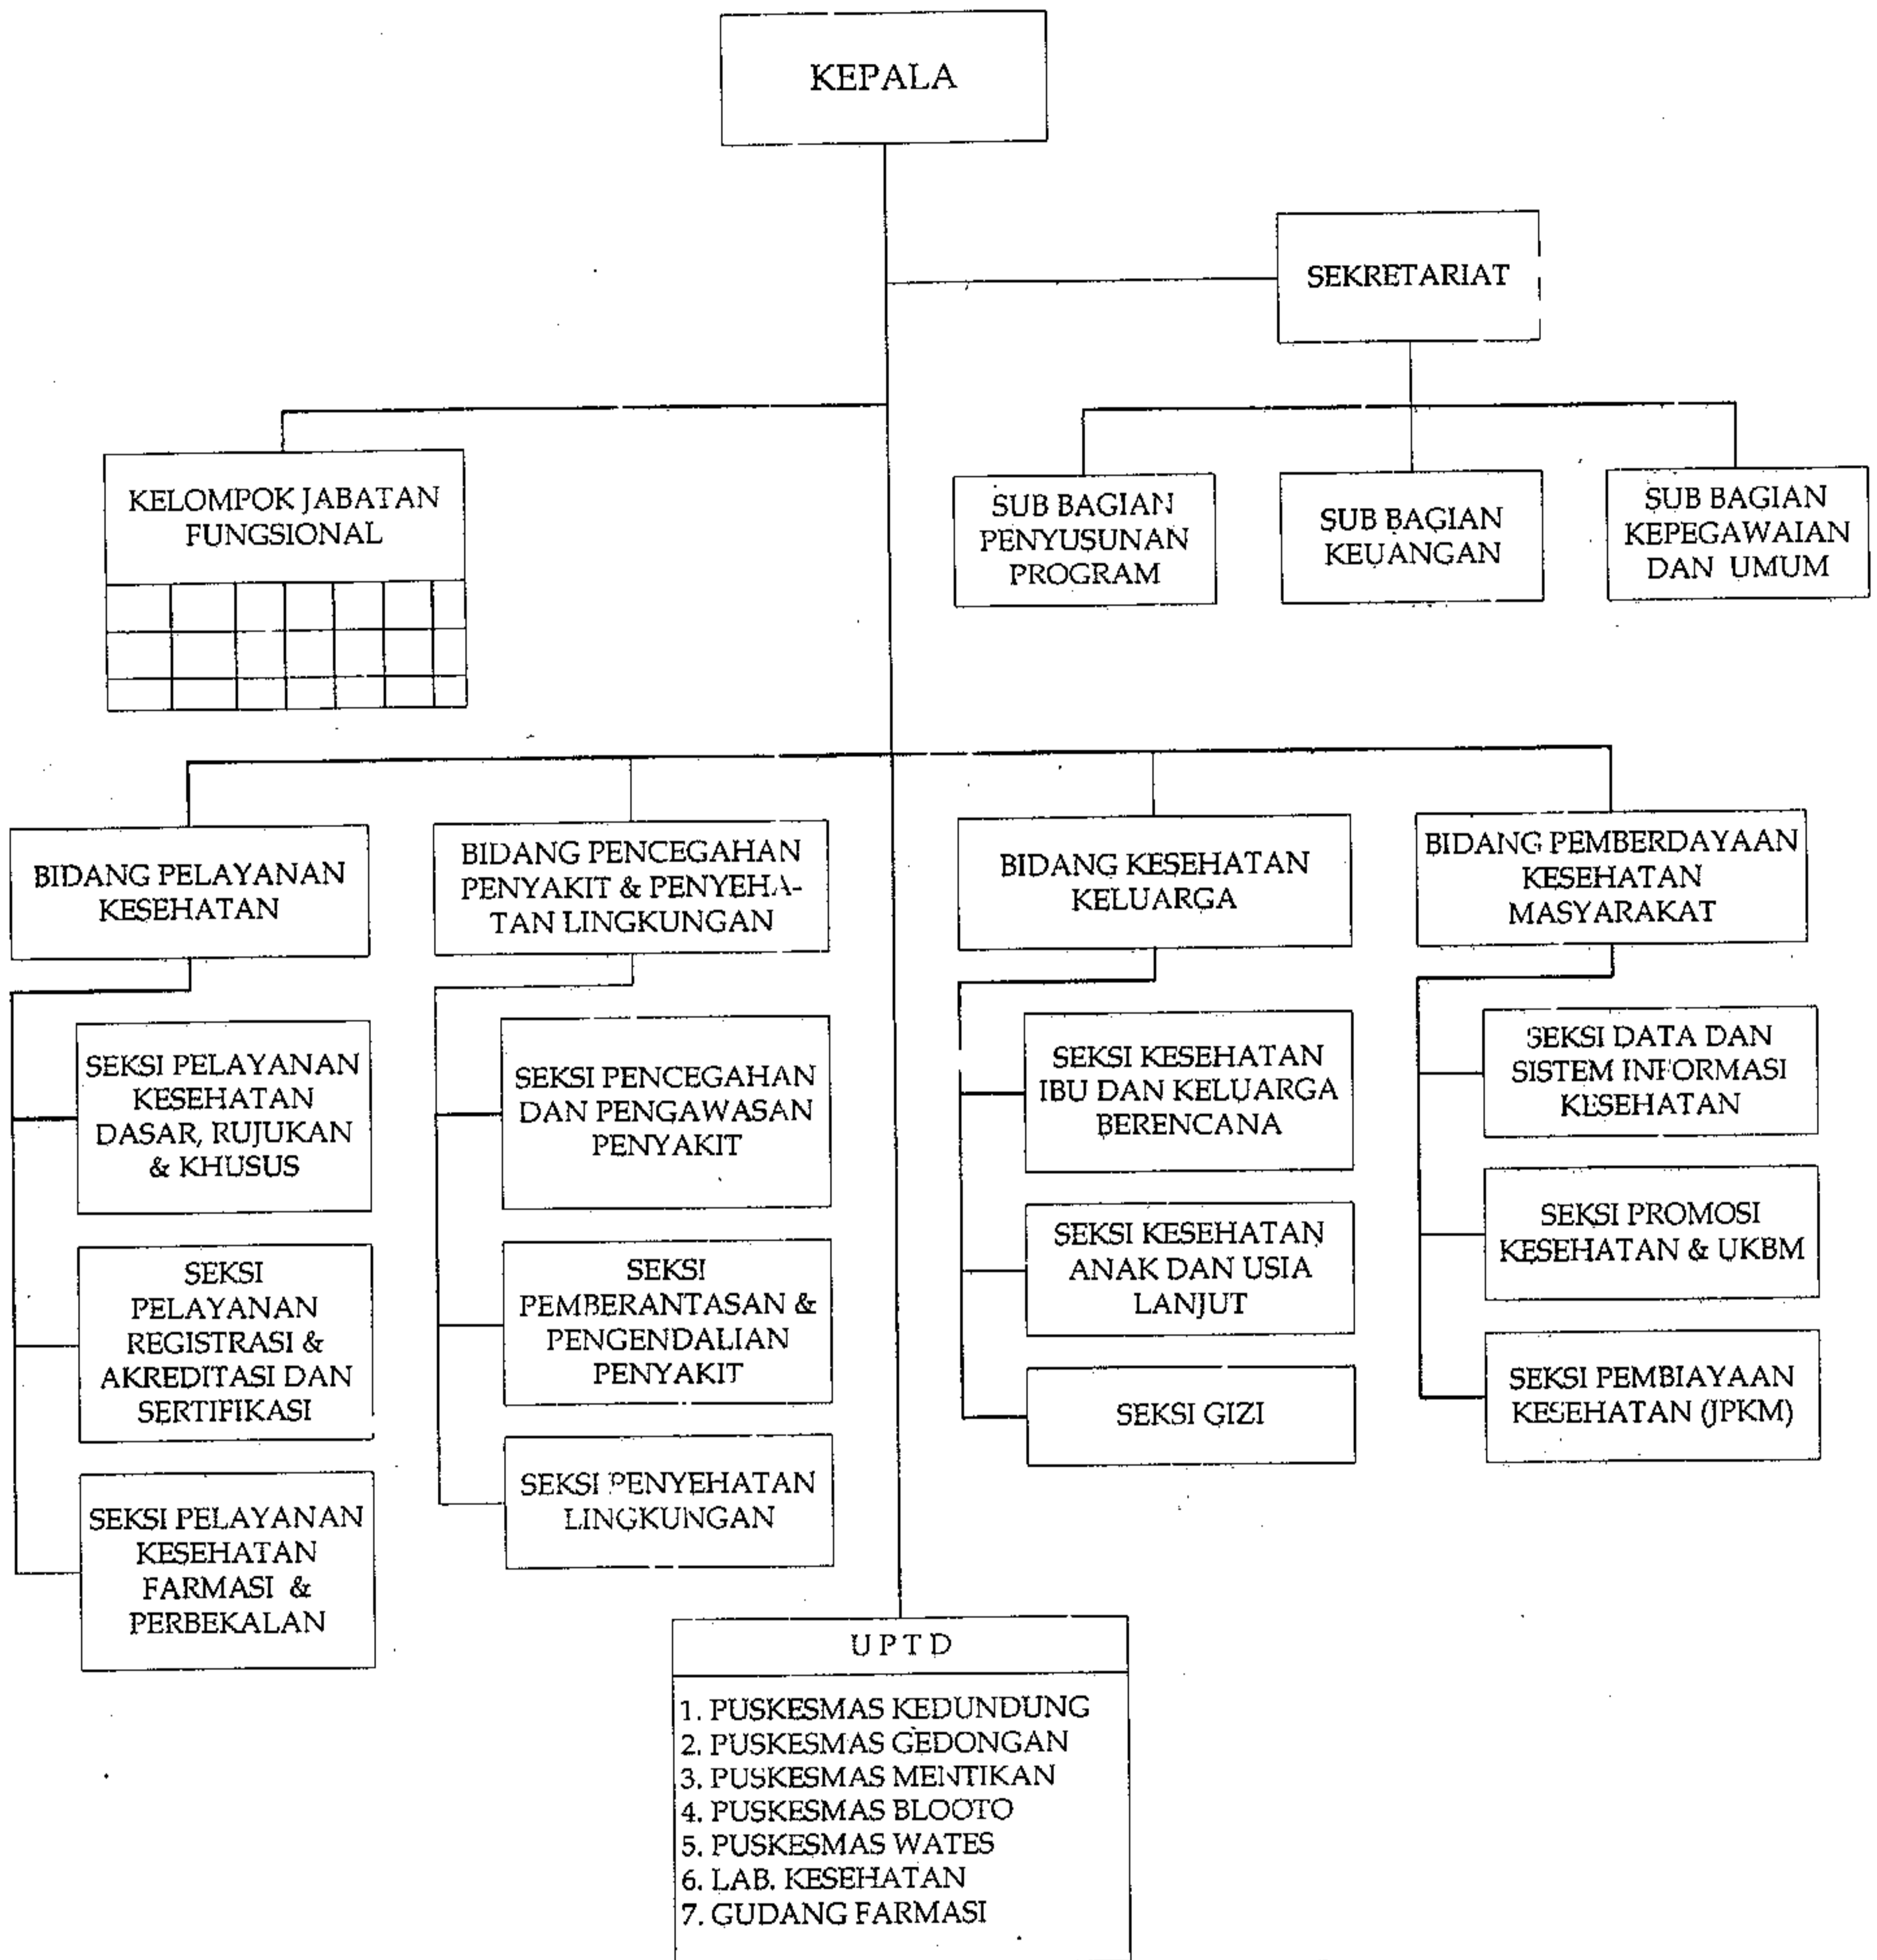 KEPALA
SEKRETARIAT
KELOMPOK JABATAN
FUNGSIONAL
SUB BAGIAN
PENYUSUNAN
PROGRAM
SUB BAGIAN
KEUANGAN
SUB BAGIAN
KEPEGAWAIAN
DAN UMUM
BIDANG PELAYANAN
KESEHATAN
BIDANG PENCEGAHAN
PENYAKIT & PENYEHA-
TAN LINGKUNGAN
BIDANG KESEHATAN
KELUARGA
BIDANG PEMBERDAYAAN
KESEHATAN
MASYARAKAT
SEKSI PELAYANAN
KESEHATAN
DASAR, RUJUKAN
& KHUSUS
SEKSI
PELAYANAN
REGISTRASI &
AKREDITASI DAN
SERTIFIKASI
SEKSI PELAYANAN
KESEHATAN
FARMASI &
PERBEKALAN
SEKSI PENCEGAHAN
DAN PENGAWASAN
PENYAKIT
SEKSI
PEMBERANTASAN &
PENGENDALIAN
PENYAKIT
SEKSI PENYEHATAN
LINGKUNGAN
SEKSI KESEHATAN
IBU DAN KELUARGA
BERENCANA
SEKSI KESEHATAN
ANAK DAN USIA
LANJUT
SEKSI GIZI
SEKSI DATA DAN
SISTEM INFORMASI
KESEHATAN
SEKSI PROMOSI
KESEHATAN & UKBM
SEKSI PEMBIAYAAN
KESEHATAN (JPKM)
U P T D
1. PUSKESMAS KEDUNDUNG
2. PUSKESMAS GEDONGAN
3. PUSKESMAS MENTIKAN
4. PUSKESMAS BLOOTO
5. PUSKESMAS WATES
6. LAB. KESEHATAN
7. GUDANG FARMASI